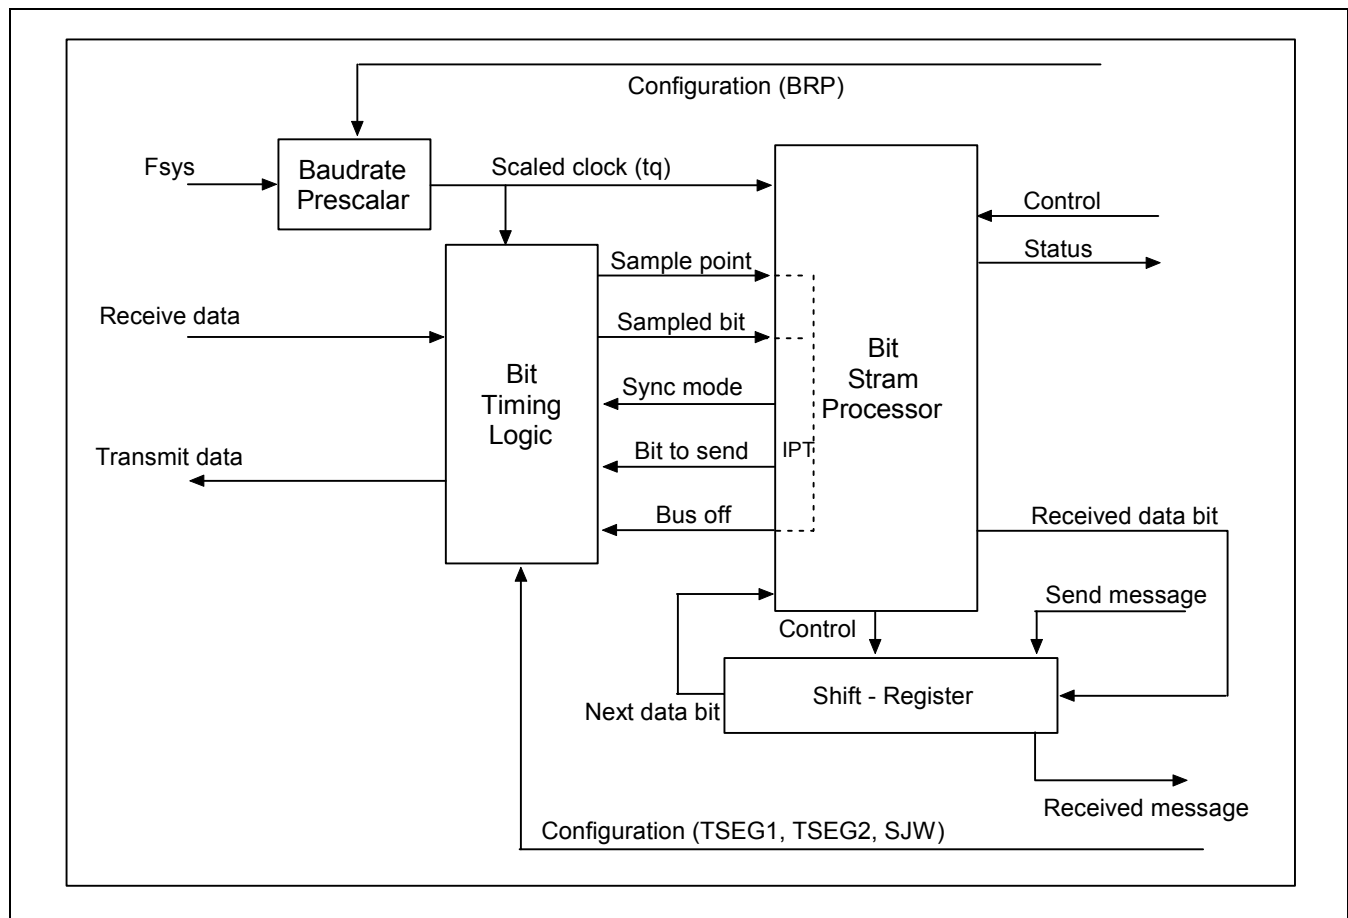 Configuration (BRP)
Fsys
Baudrate
Prescalar
Scaled clock (tq)
Control
Status
Sample point
Receive data
Sampled bit
Bit
Timing
Logic
Sync mode
Bit
Stram
Processor
Transmit data
Bit to send
IPT
Bus off
Received data bit
Send message
Control
Shift - Register
Next data bit
Received message
Configuration (TSEG1, TSEG2, SJW)